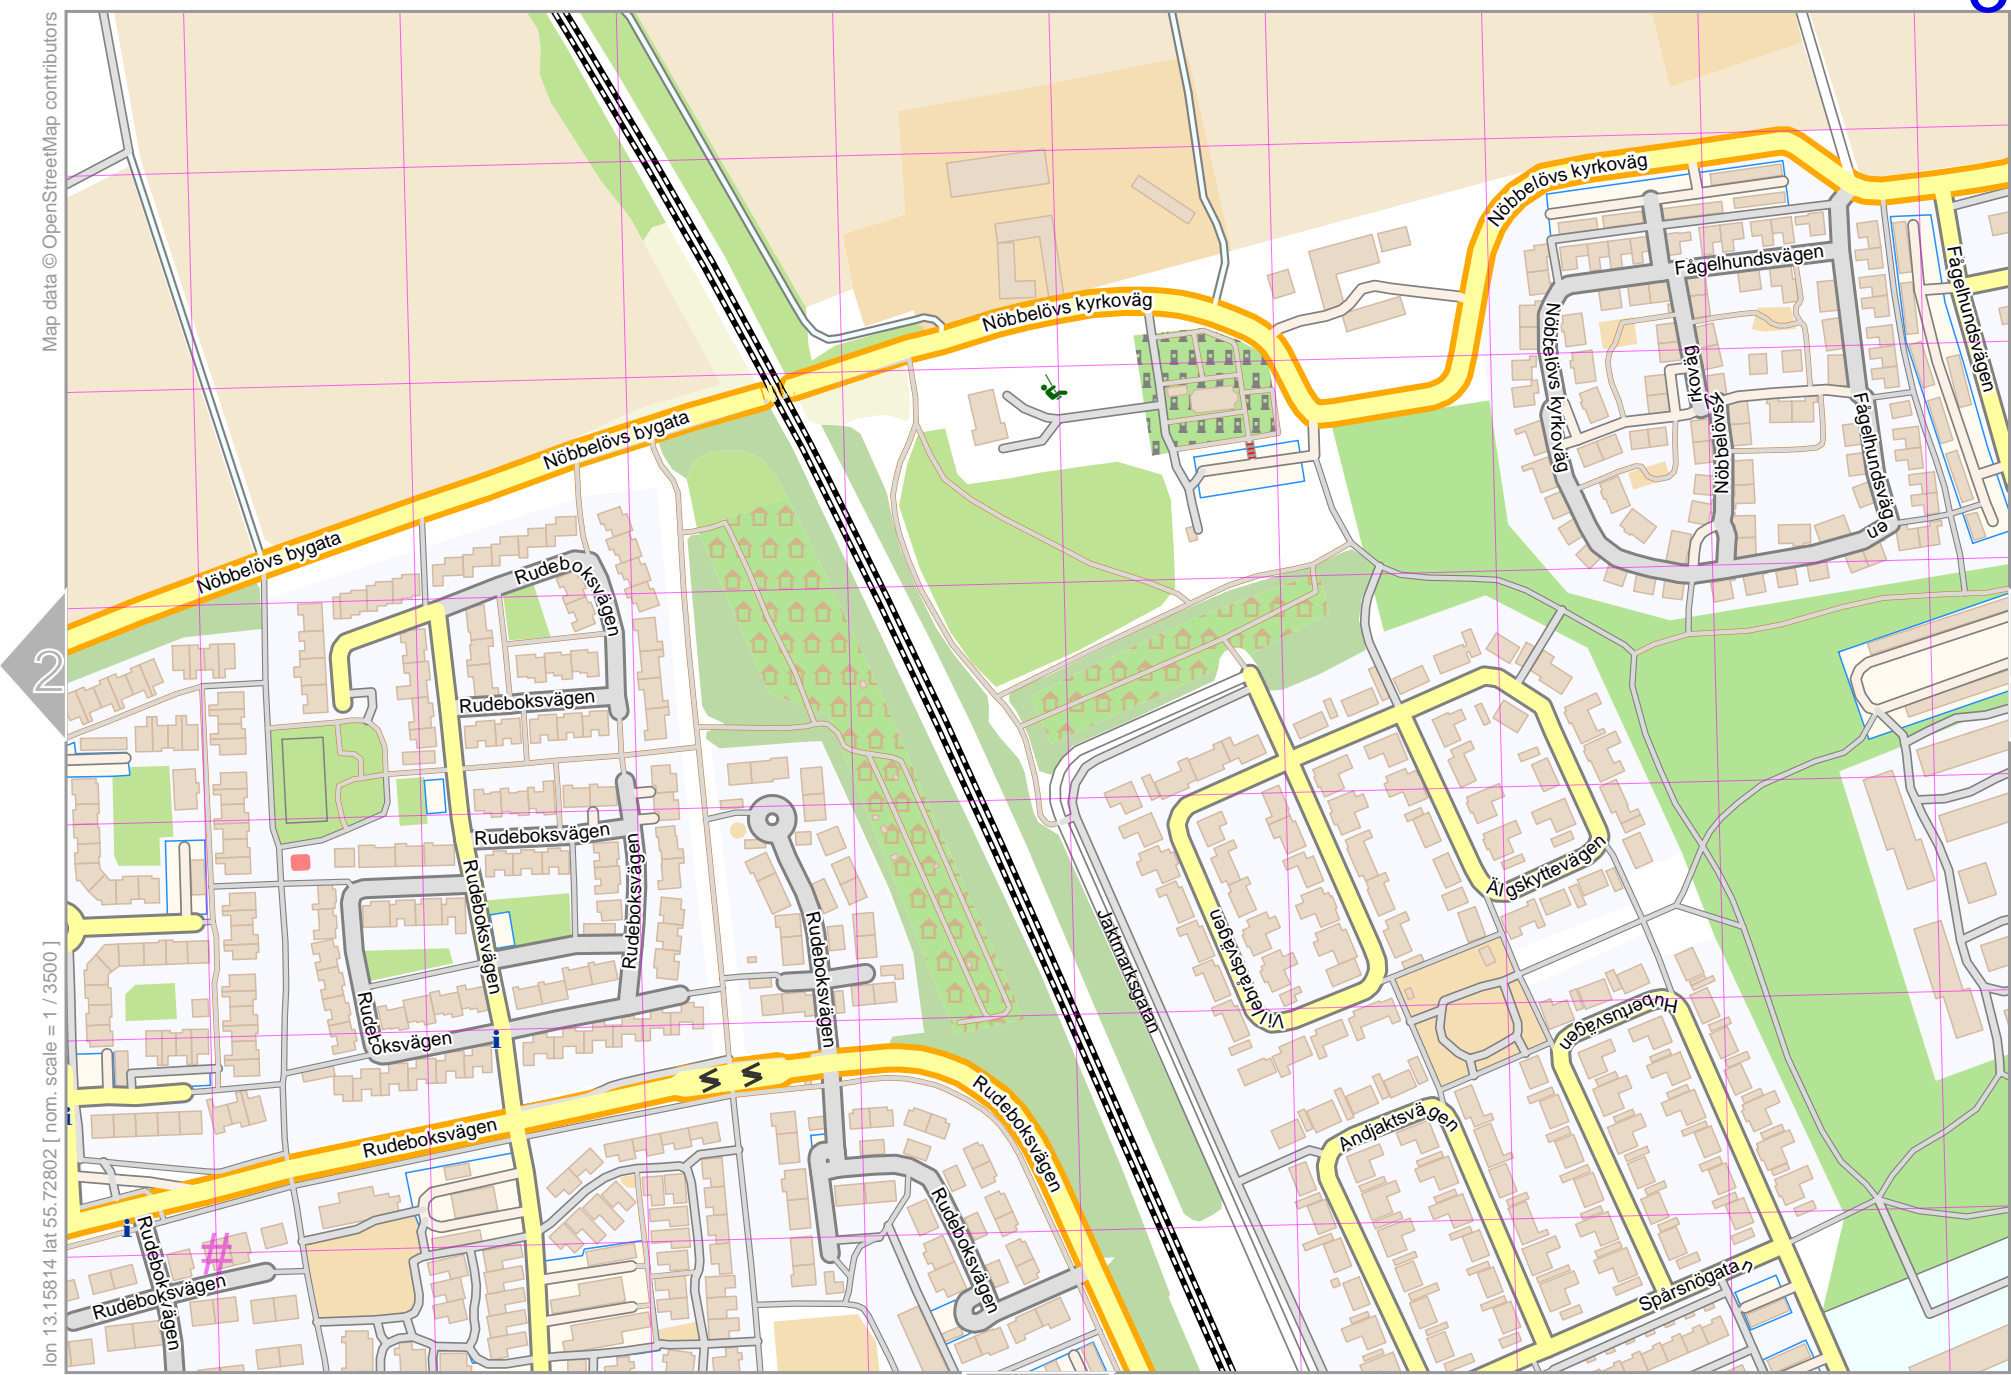 Map data © OpenStreetMap contributors
lon 13.15814 lat 55.72802 [ nom. scale = 1 / 3500 ]
2
Nöbbelövs kyrkoväg
Nöbbelövs kyrkoväg
Nöbbelövs kyrkoväg
Fågelhundsvägen
Fågelhundsvägen
Fågelhundsvägen
Nöbbelövs kyrkoväg
Nöbbelövs bygata
Nöbbelövs bygata
Rudeboksvägen
Rudeboksvägen
Rudeboksvägen
Rudeboksvägen
Rudeboksvägen
Rudeboksvägen
Rudeboksvägen
Rudeboksvägen
Rudeboksvägen
Rudeboksvägen
Rudeboksvägen
Rudeboksvägen
Rudeboksvägen
Jaktmarksgatan
Villebrådsvägen
Älgskyttevägen
Hubertusvägen
Andjaktsvägen
Spårsnögatan
i
i
i
#